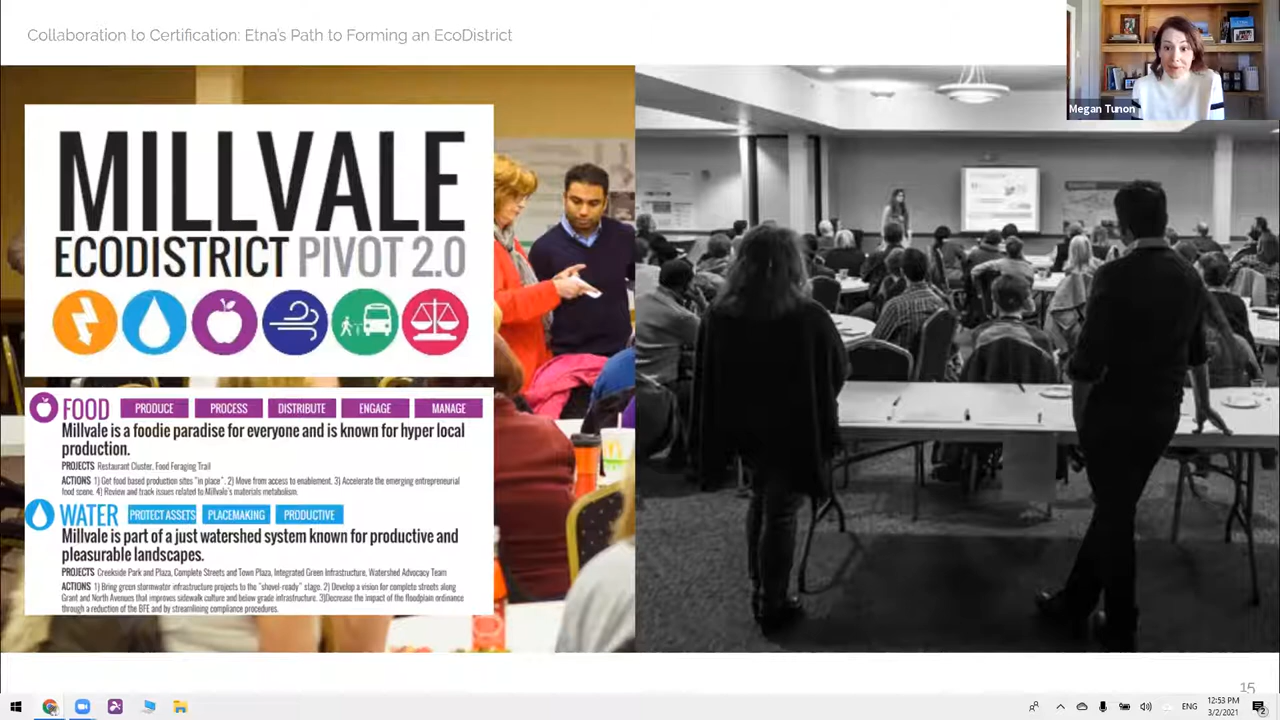 Collaboration to Certification: Etna's Path to Forming an EcoDistrict
Megan Tunon
MILLVALE
ECODISTRICT PIVOT 2.0
FOOD PRODUCE PROCESS DISTRIBUTE ENGAGE MANAGE
Millvale is a foodie paradise for everyone and is known for hyper local
production.
PROJECTS Restaurant Cluster, Food Foraging Trail
ACTIONS 1) Get food based production sites "in place". 2) Move from access to enablement. 3) Accelerate the emerging entrepreneurial
food scene. 4) Review and track issues related to Millvale's materials metabolism.
WATER PROTECT ASSETS PLACEMAKING PRODUCTIVE
Millvale is part of a just watershed system known for productive and
pleasurable landscapes.
PROJECTS Creekside Park and Plaza, Complete Streets and Town Plaza, Integrated Green Infrastructure, Watershed Advocacy Team
ACTIONS 1) Bring green stormwater infrastructure projects to the "shovel-ready" stage. 2) Develop a vision for complete streets along
Grant and North Avenues that improves sidewalk culture and below grade infrastructure. 3)Decrease the impact of the floodplain ordinance
through a reduction of the BFE and by streamlining compliance procedures.
15
ENG
12:53 PM
3/2/2021
2